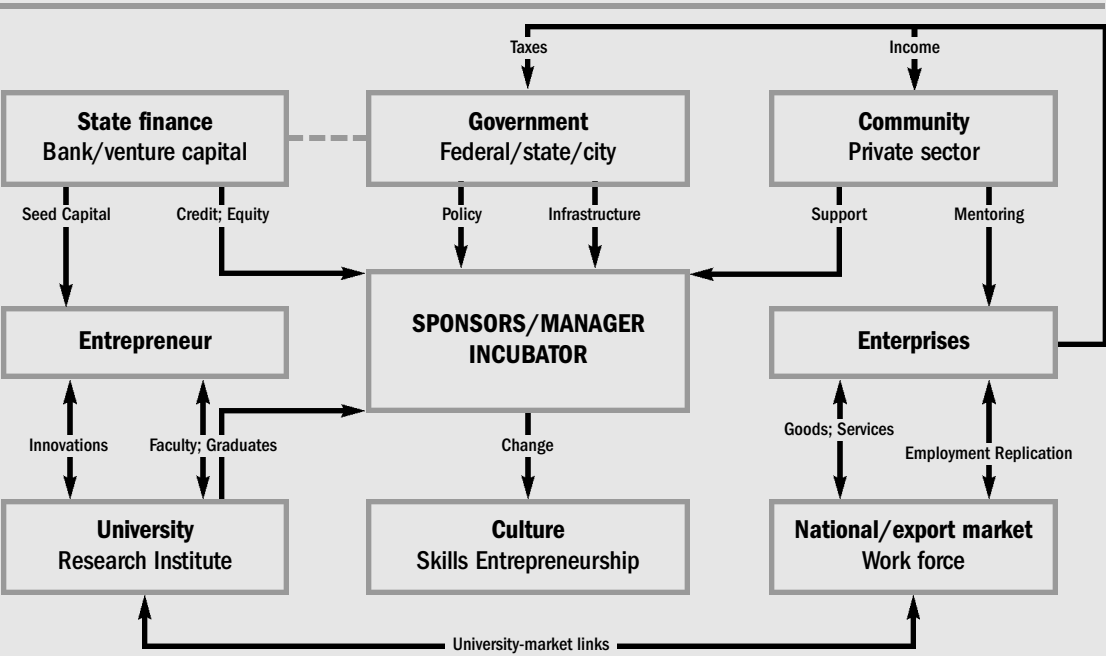 Taxes
Income
State finance
Bank/venture capital
Government
Federal/state/city
Community
Private sector
Seed Capital
Credit; Equity
Policy
Infrastructure
Support
Mentoring
Entrepreneur
SPONSORS/MANAGER
INCUBATOR
Enterprises
Innovations
Faculty; Graduates
Change
Goods; Services
Employment Replication
University
Research Institute
Culture
Skills Entrepreneurship
National/export market
Work force
University-market links